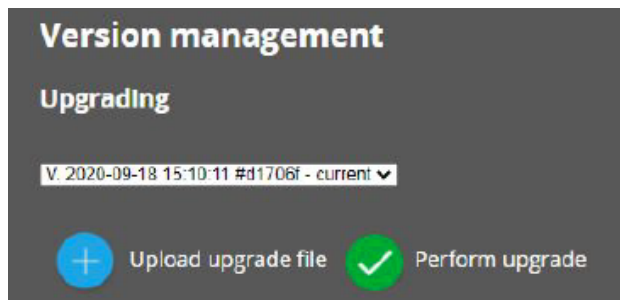 Version management
Upgrading
V. 2020-09-18 15:10:11 #d1706f - current
Upload upgrade file Perform upgrade